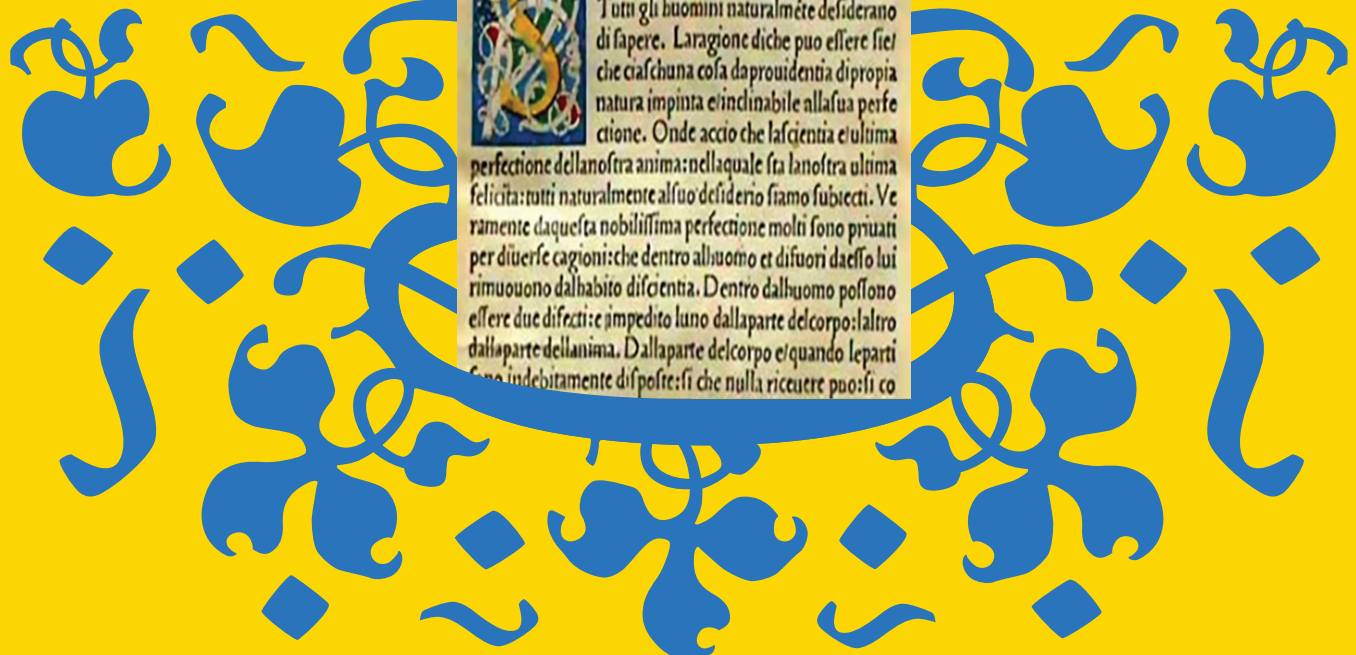 Tutti gli huomini naturalmēte deſiderano
di ſapere. Laragione diche puo eſſere ſie/
che ciaſchuna coſa daprouidentia dipropia
natura impinta e/inclinabile allaſua perfe
ctione. Onde accio che laſcientia e/ultima
perfectione dellanoſtra anima:nellaquale ſta lanoſtra ultima
felicita:tutti naturalmente alſuo deſiderio ſiamo ſubiecti. Ve
ramente daqueſta nobiliſſima perfectione molti ſono priuati
per diuerſe cagioni:che dentro alhuomo et difuori daeſſo lui
rimuouono dalhabito diſcientia. Dentro dalhuomo poſſono
eſſere due difecti:e impedito luno dallaparte delcorpo:laltro
dallaparte dellanima. Dallaparte delcorpo e/quando leparti
ſono indebitamente diſpoſte:ſi che nulla riceuere puo:ſi co